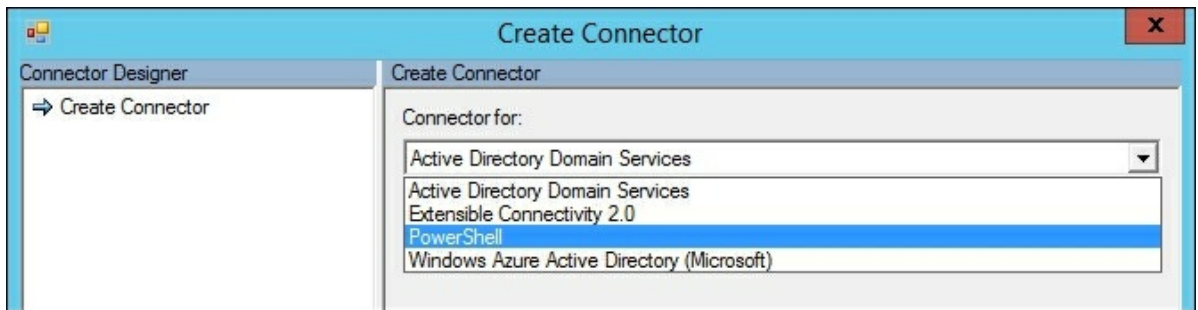 Create Connector
x
Connector Designer
Create Connector
Create Connector
Connector for:
Active Directory Domain Services
Active Directory Domain Services
Extensible Connectivity 2.0
PowerShell
Windows Azure Active Directory (Microsoft)